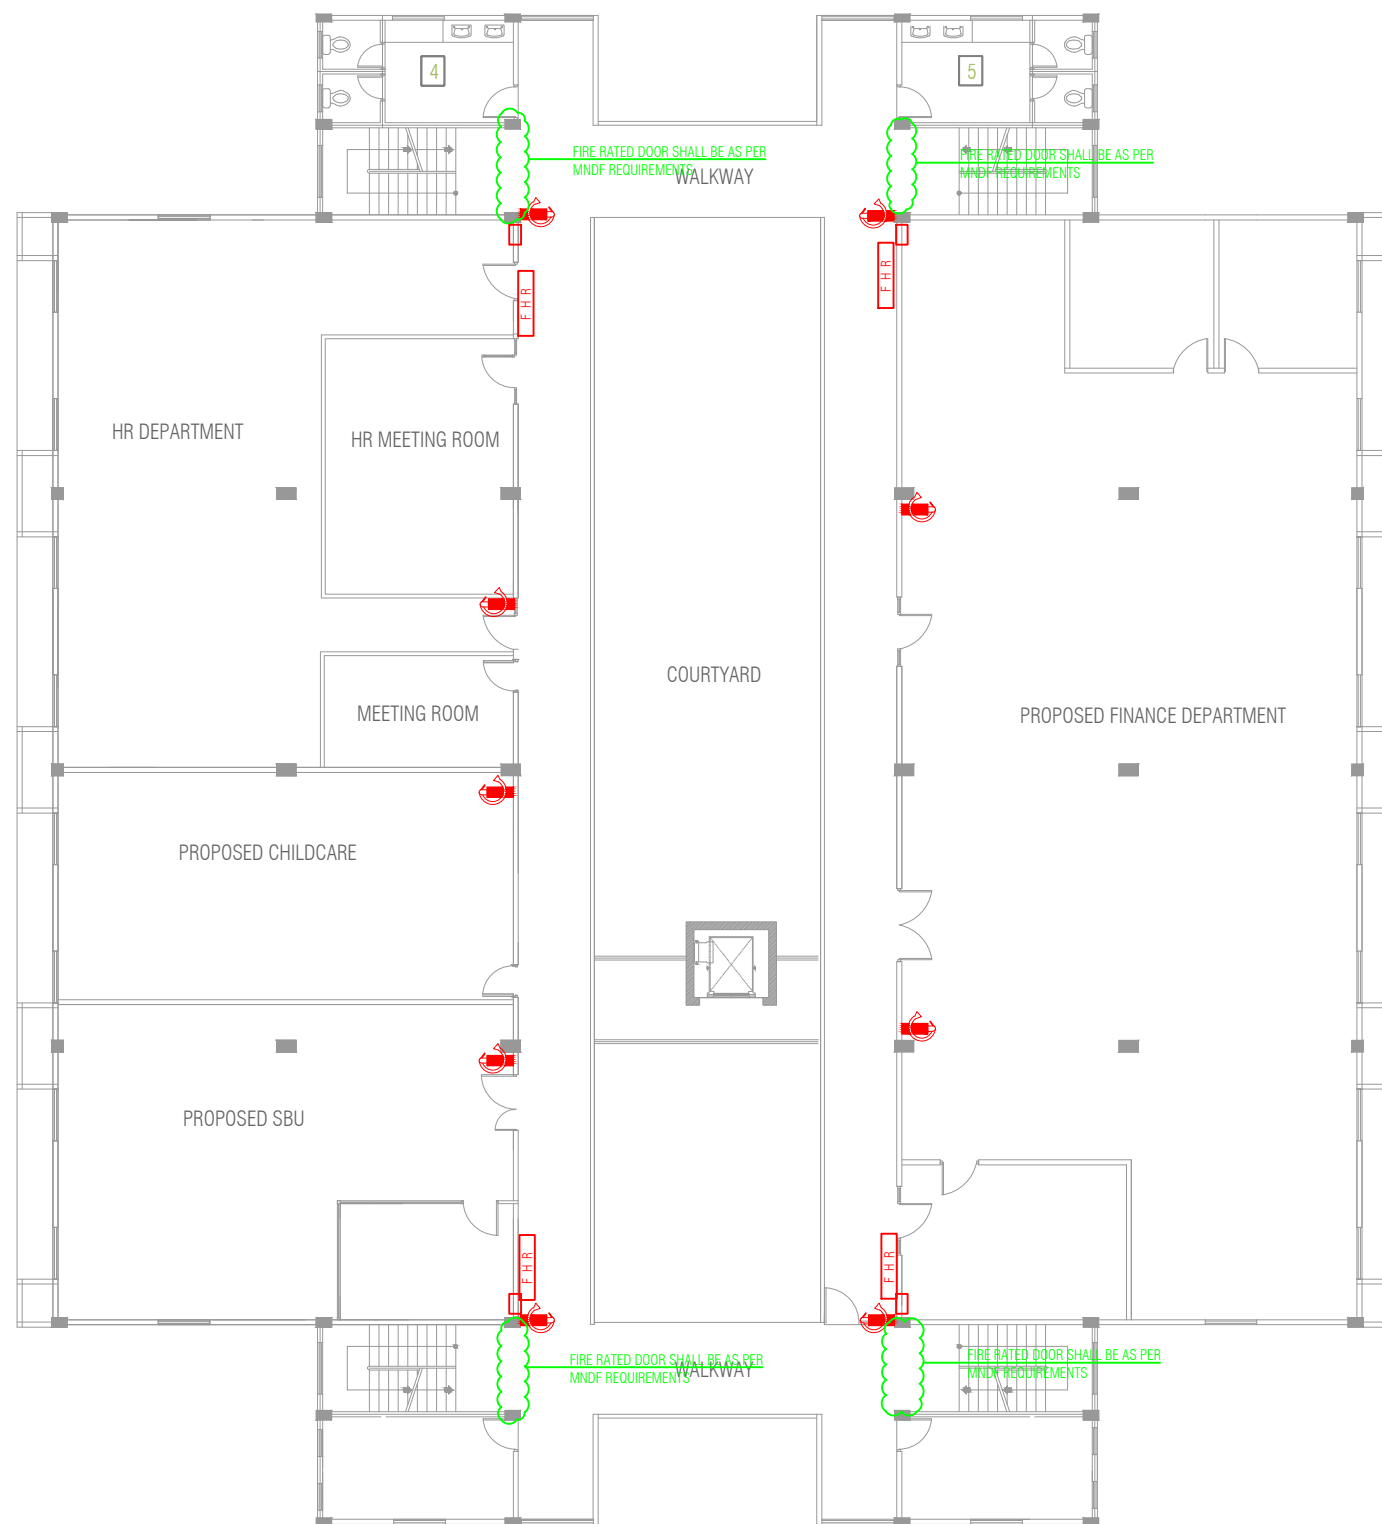 4
5
FIRE RATED DOOR SHALL BE AS PER
MNDF REQUIREMENTS
WALKWAY
FIRE RATED DOOR SHALL BE AS PER
MNDF REQUIREMENTS
F H R
F H R
HR DEPARTMENT
HR MEETING ROOM
COURTYARD
MEETING ROOM
PROPOSED FINANCE DEPARTMENT
PROPOSED CHILDCARE
PROPOSED SBU
F H R
F H R
FIRE RATED DOOR SHALL BE AS PER
MNDF REQUIREMENTS
WALKWAY
FIRE RATED DOOR SHALL BE AS PER
MNDF REQUIREMENTS